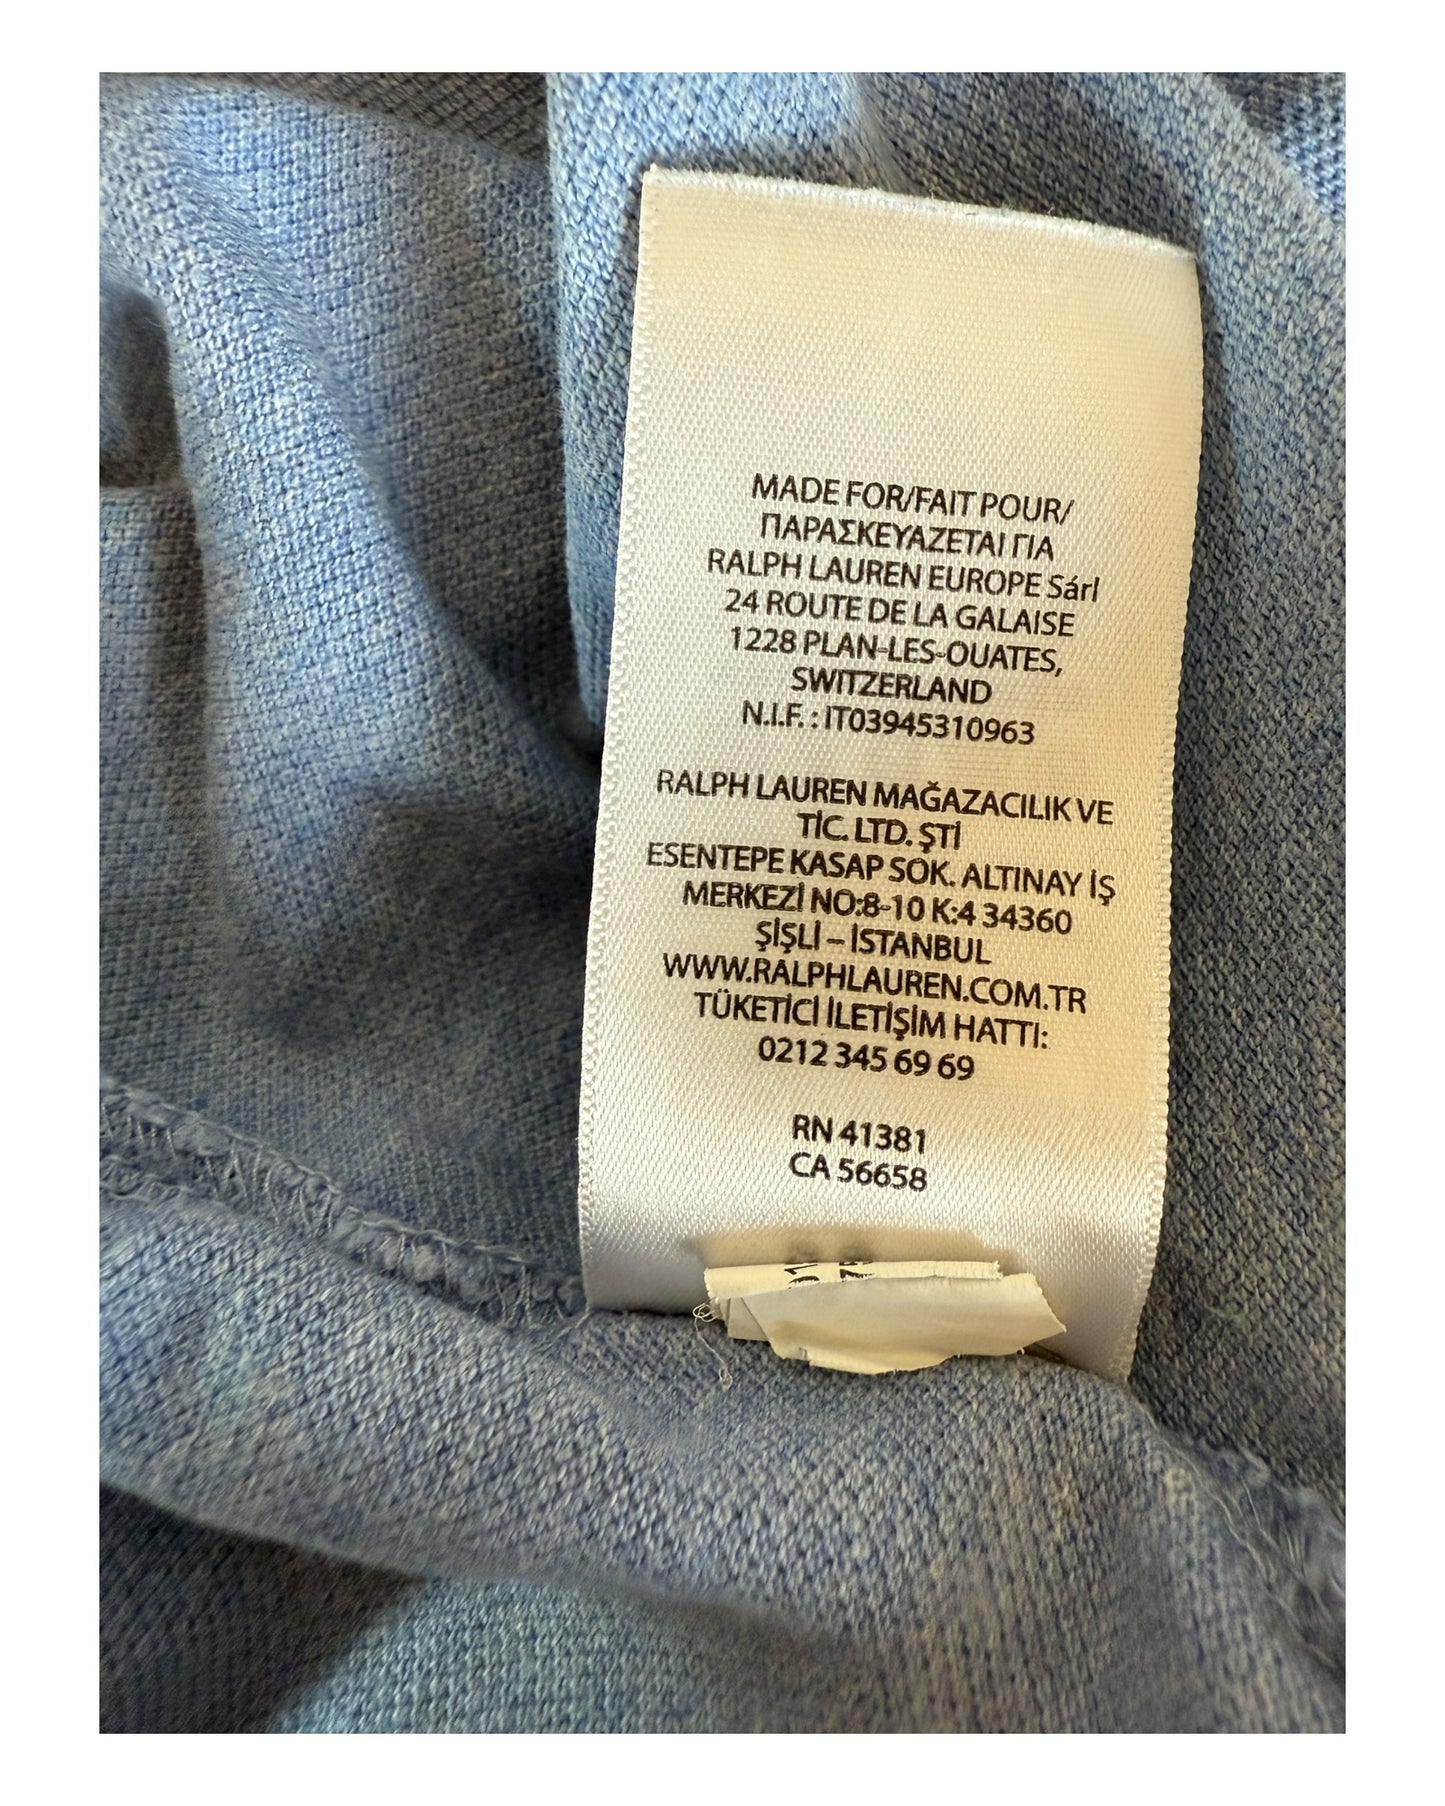 MADE FOR/FAIT POUR/
ΠΑΡΑΣΚΕΥΑΖΕΤΑΙ ΓΙΑ
RALPH LAUREN EUROPE Sárl
24 ROUTE DE LA GALAISE
1228 PLAN-LES-OUATES,
SWITZERLAND
N.I.F. : IT03945310963
RALPH LAUREN MAĞAZACILIK VE
TİC. LTD. ŞTİ
ESENTEPE KASAP SOK. ALTINAY İŞ
MERKEZİ NO:8-10 K:4 34360
ŞİŞLİ – İSTANBUL
WWW.RALPHLAUREN.COM.TR
TÜKETİCİ İLETİŞİM HATTI:
0212 345 69 69
RN 41381
CA 56658